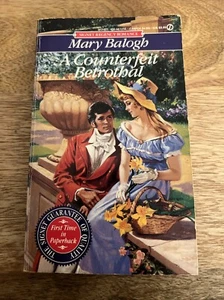 SIGNET REGENCY ROMANCE
Mary Balogh
A Counterfeit
Betrothal
First Time
in
Paperback
THE SIGNET GUARANTEE OF QUALITY